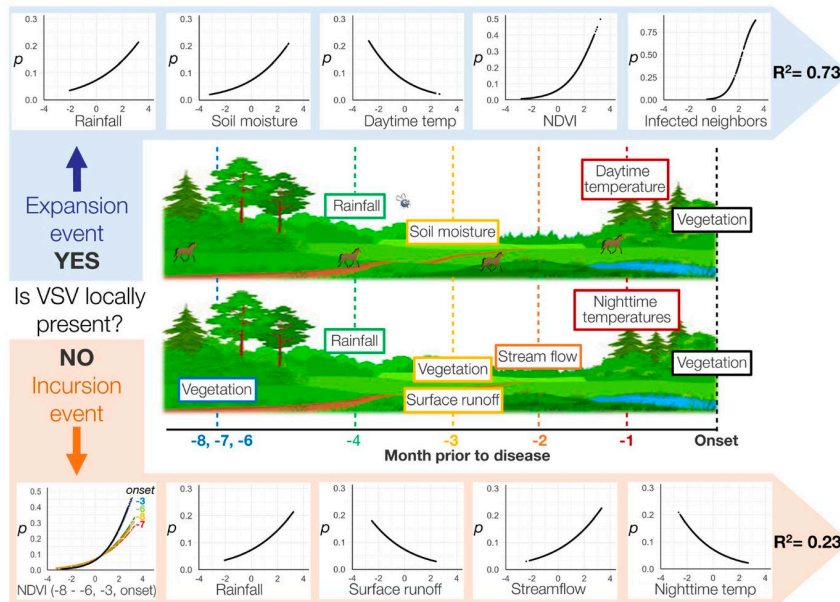 0.3 0.2 p 0.1 0.0 -4 -2 0 2 4 Rainfall
0.3 0.2 p 0.1 0.0 -4 -2 0 2 4 Soil moisture
0.3 0.2 p 0.1 0.0 -4 -2 0 2 4 Daytime temp
0.5 0.4 p 0.3 0.2 0.1 0.0 -4 -2 0 2 4 NDVI
0.75 p 0.50 0.25 0.00 -4 -2 0 2 4 Infected neighbors
R²= 0.73
Expansion
event
YES
Is VSV locally
present?
NO
Incursion
event
Rainfall
Soil moisture
Daytime
temperature
Vegetation
Vegetation
Rainfall
Vegetation
Surface runoff
Stream flow
Nighttime
temperatures
Vegetation
-8, -7, -6 -4 -3 -2 -1 Onset
Month prior to disease
0.5 0.4 p 0.3 0.2 0.1 0.0 -4 -2 0 2 4
onset
-3
-7
NDVI (-8 - -6, -3, onset)
0.3 0.2 p 0.1 0.0 -4 -2 0 2 4 Rainfall
0.3 0.2 p 0.1 0.0 -4 -2 0 2 4 Surface runoff
0.3 0.2 p 0.1 0.0 -4 -2 0 2 4 Streamflow
0.3 0.2 p 0.1 0.0 -4 -2 0 2 4 Nighttime temp
R²= 0.23